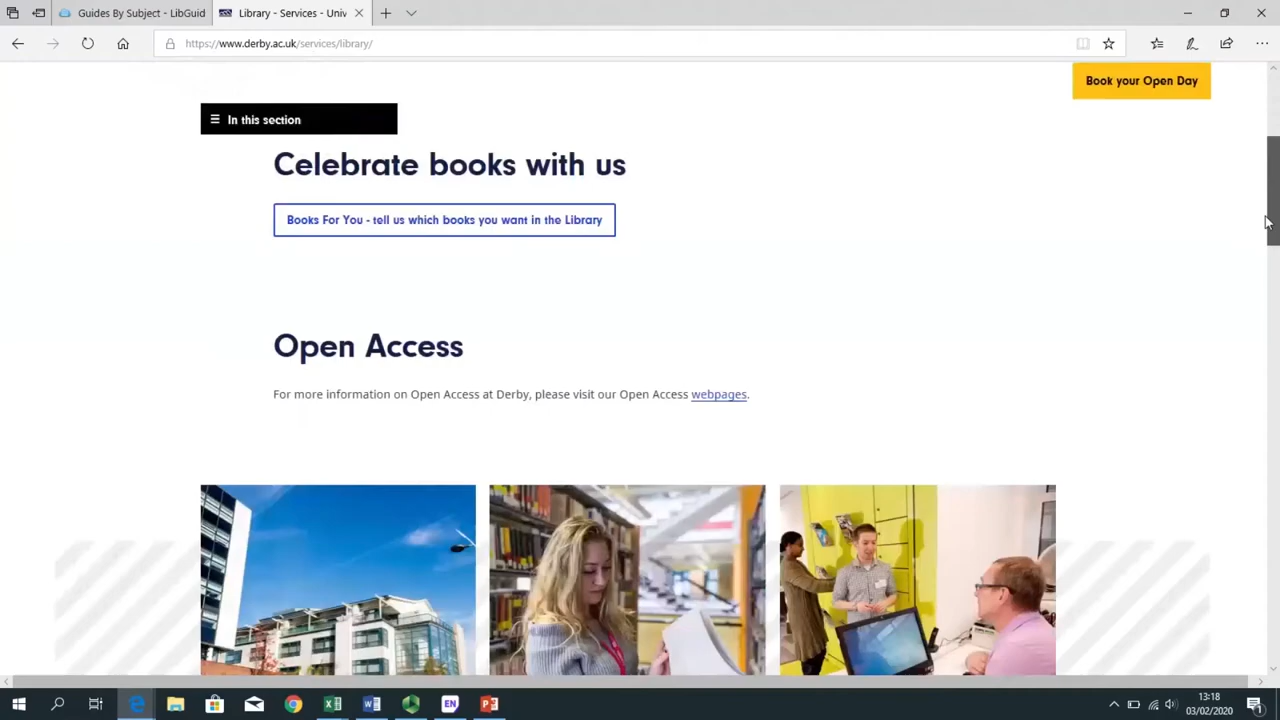 Guides By Subject - LibGuid
Library - Services - Univ
https://www.derby.ac.uk/services/library/
Book your Open Day
In this section
Celebrate books with us
Books For You - tell us which books you want in the Library
Open Access
For more information on Open Access at Derby, please visit our Open Access webpages.
EN
13:18
03/02/2020